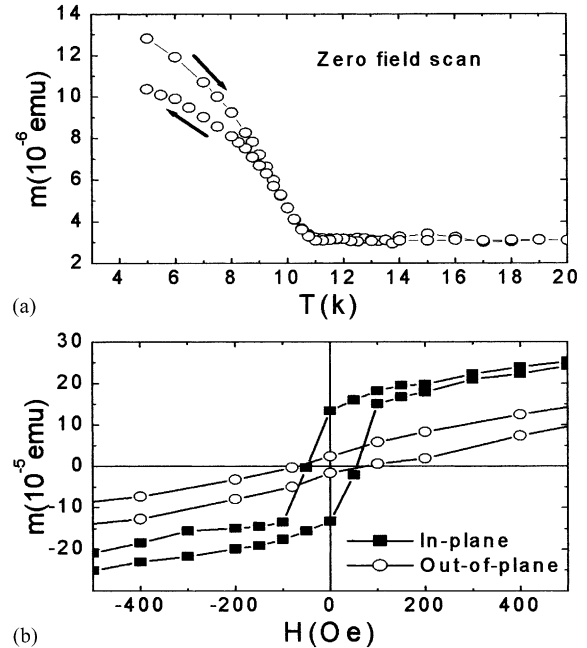 14
12
10
8
6
4
2
m(10⁻⁶emu)
Zero field scan
4 6 8 10 12 14 16 18 20
T(k)
(a)
30
20
10
0
-10
-20
m(10⁻⁵emu)
In-plane
Out-of-plane
-400 -200 0 200 400
H(Oe)
(b)